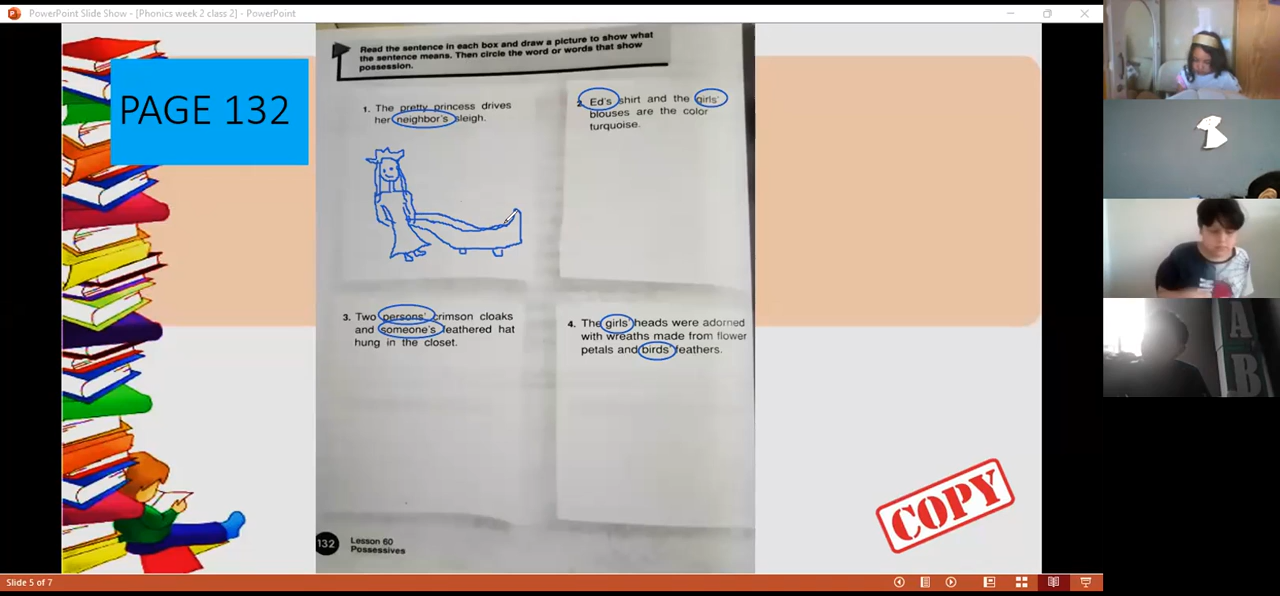 PowerPoint Slide Show - [Phonics week 2 class 2] - PowerPoint
PAGE 132
Read the sentence in each box and draw a picture to show what
the sentence means. Then circle the word or words that show
possession.
1. The pretty princess drives
her neighbor's sleigh.
2. Ed's shirt and the girls'
blouses are the color
turquoise.
3. Two persons' crimson cloaks
and someone's feathered hat
hung in the closet.
4. The girls' heads were adorned
with wreaths made from flower
petals and birds' feathers.
132
Lesson 60
Possessives
COPY
A
B
Slide 5 of 7